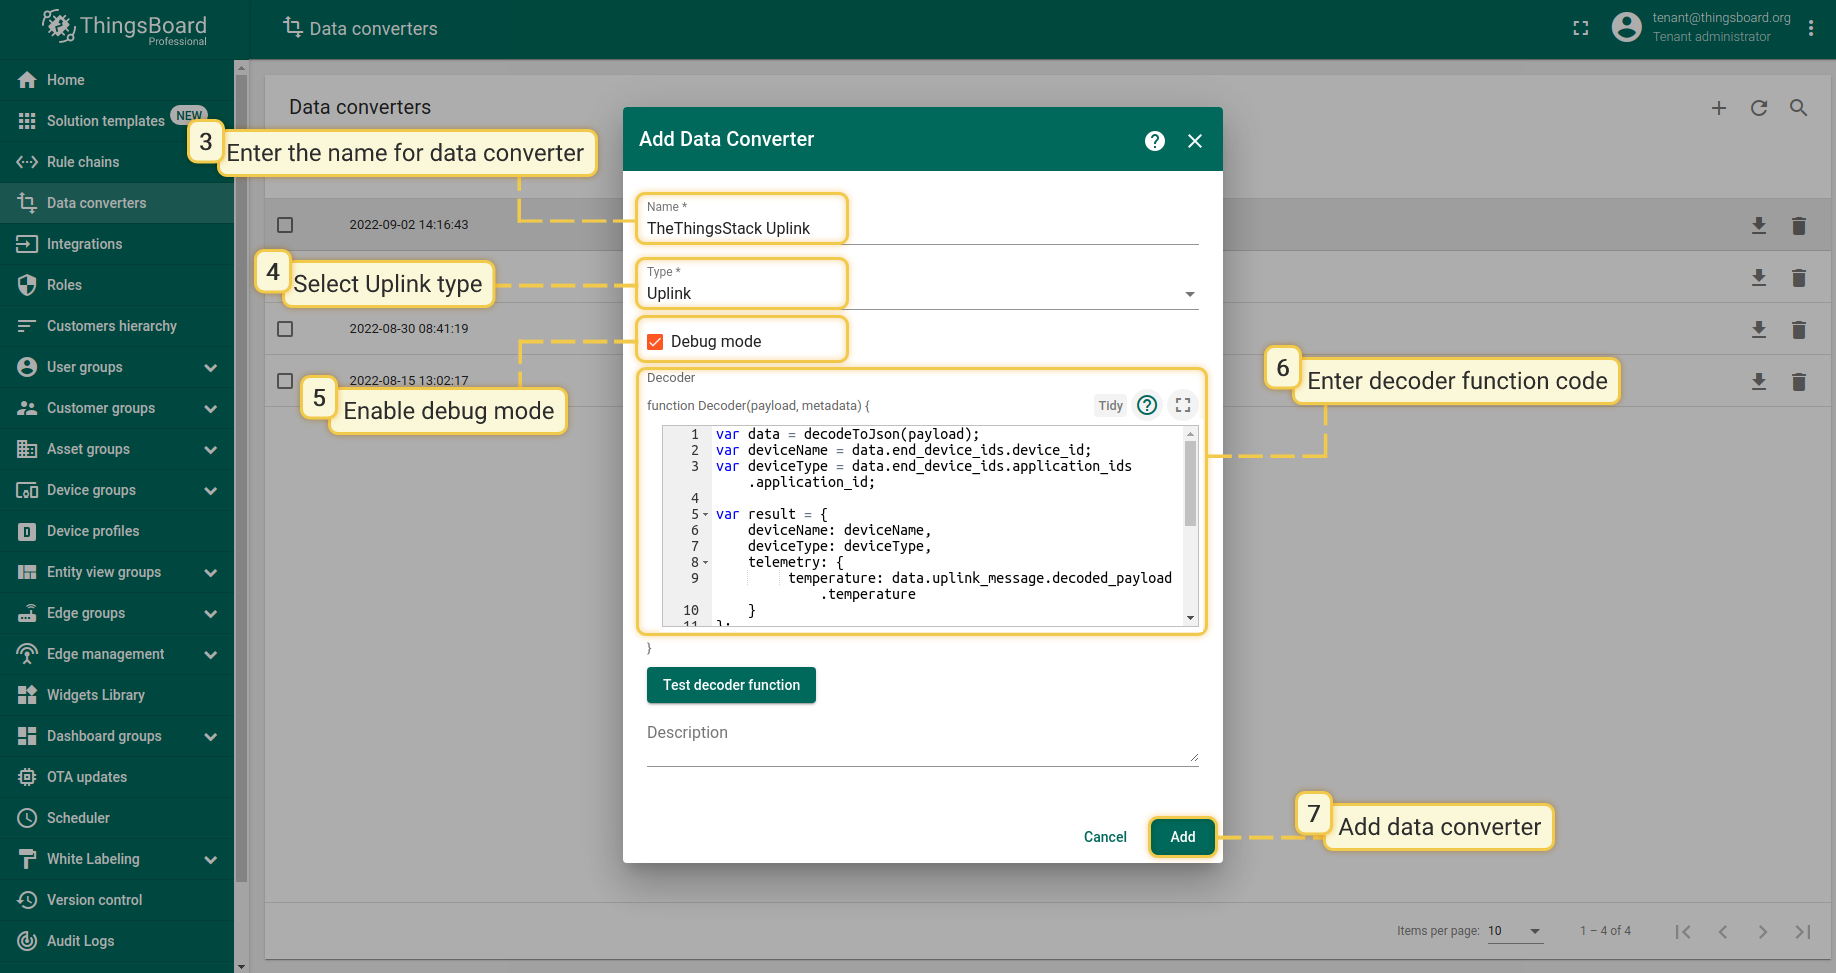 ThingsBoard
Professional
Data converters
tenant@thingsboard.org
Tenant administrator
Home
Solution templates
NEW
Rule chains
Data converters
Integrations
Roles
Customers hierarchy
User groups
Customer groups
Asset groups
Device groups
Device profiles
Entity view groups
Edge groups
Edge management
Widgets Library
Dashboard groups
OTA updates
Scheduler
White Labeling
Version control
Audit Logs
Data converters
2022-09-02 14:16:43
2022-08-30 08:41:19
2022-08-15 13:02:17
3
Enter the name for data converter
4
Select Uplink type
5
Enable debug mode
Add Data Converter
Name *
TheThingsStack Uplink
Type *
Uplink
Debug mode
Decoder
function Decoder(payload, metadata) {
Tidy
1 var data = decodeToJson(payload);
2 var deviceName = data.end_device_ids.device_id;
3 var deviceType = data.end_device_ids.application_ids
.application_id;
4
5 var result = {
6 deviceName: deviceName,
7 deviceType: deviceType,
8 telemetry: {
9 temperature: data.uplink_message.decoded_payload
.temperature
10 }
11 };
}
Test decoder function
Description
Cancel
Add
6
Enter decoder function code
7
Add data converter
Items per page: 10
1 – 4 of 4